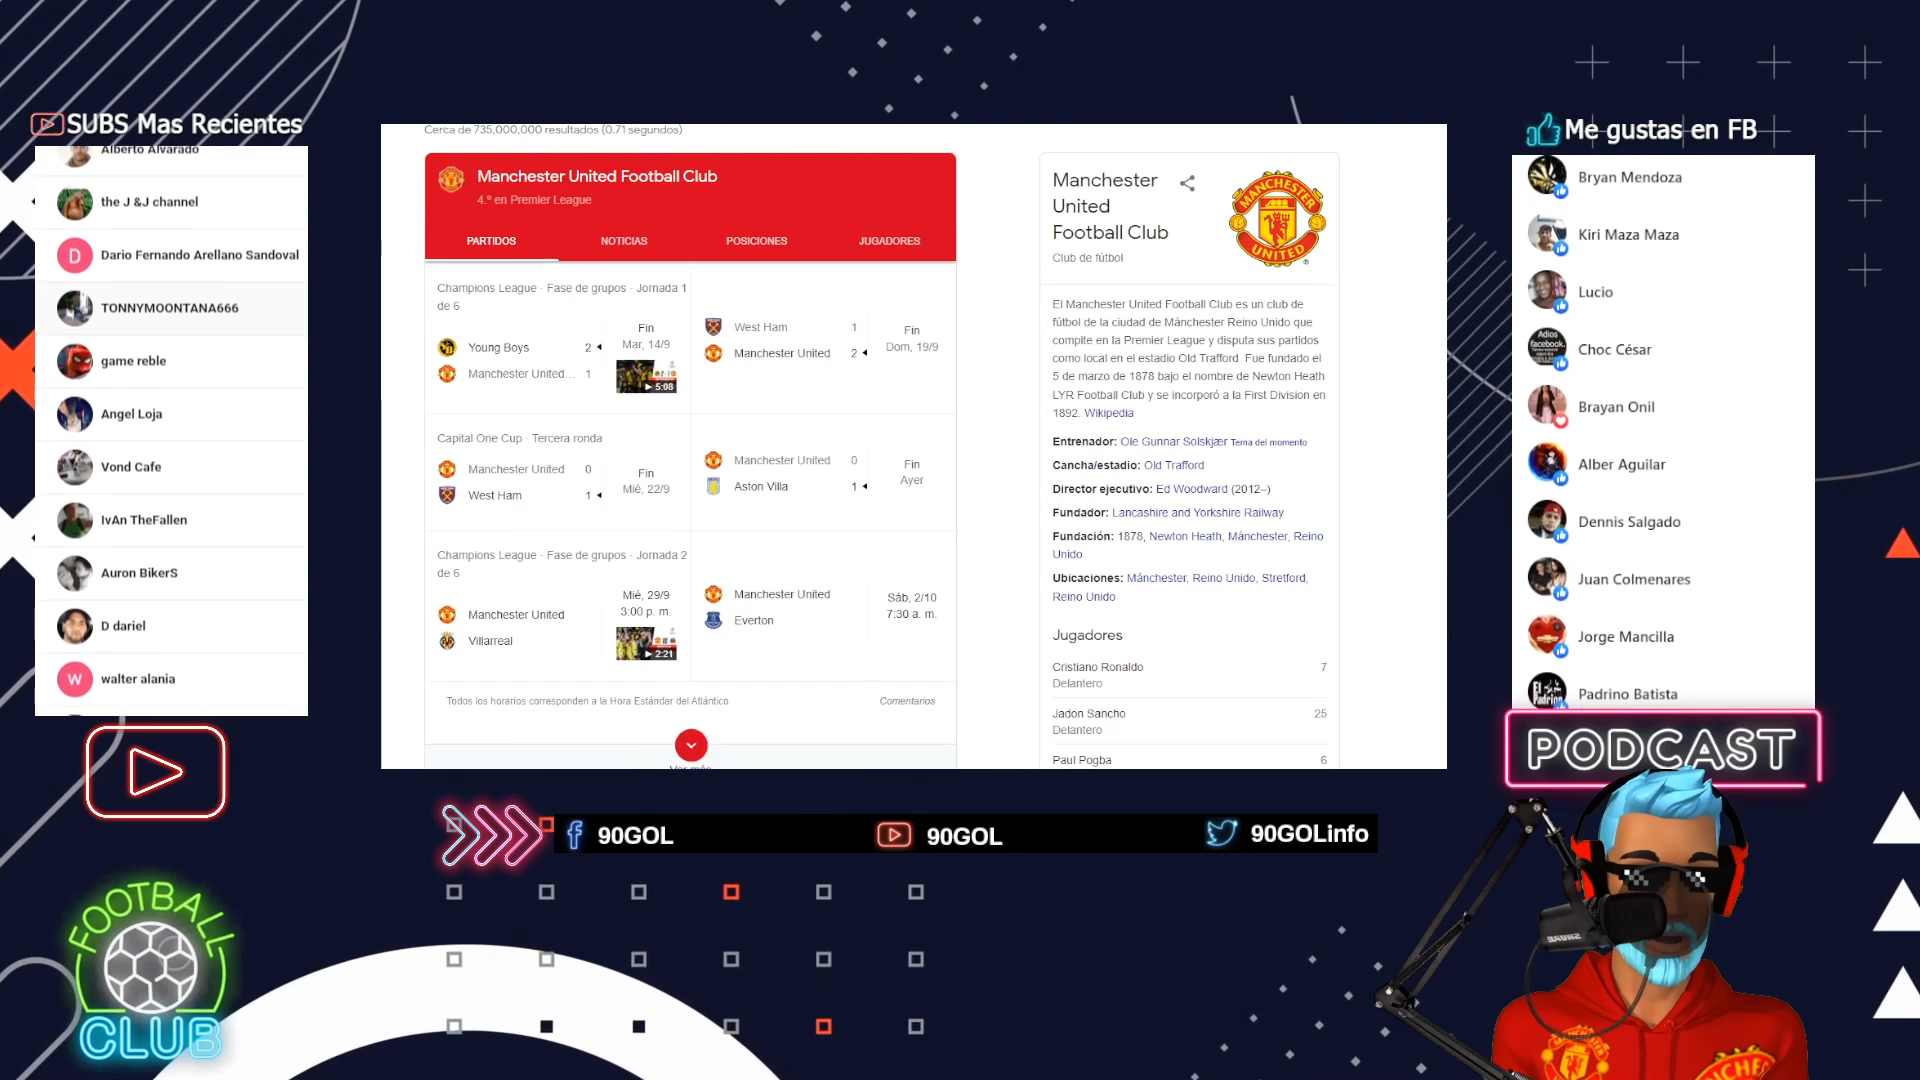 SUBS Mas Recientes
Alberto Alvarado
the J &J channel
D
Dario Fernando Arellano Sandoval
TONNYMOONTANA666
game reble
Angel Loja
Vond Cafe
IvAn TheFallen
Auron BikerS
D dariel
W
walter alania
Cerca de 735,000,000 resultados (0.71 segundos)
Manchester United Football Club
4.º en Premier League
PARTIDOS
NOTICIAS
POSICIONES
JUGADORES
Champions League · Fase de grupos · Jornada 1
de 6
Young Boys 2
Manchester United... 1
Fin
Mar, 14/9
5:08
West Ham 1
Manchester United 2
Fin
Dom, 19/9
Capital One Cup · Tercera ronda
Manchester United 0
West Ham 1
Fin
Mié, 22/9
Manchester United 0
Aston Villa 1
Fin
Ayer
Champions League · Fase de grupos · Jornada 2
de 6
Manchester United
Villarreal
Mié, 29/9
3:00 p. m.
2:21
Manchester United
Everton
Sáb, 2/10
7:30 a. m.
Todos los horarios corresponden a la Hora Estándar del Atlántico
Comentarios
Ver más
Manchester
United
Football Club
Club de fútbol
MANCHESTER
UNITED
El Manchester United Football Club es un club de
fútbol de la ciudad de Mánchester Reino Unido que
compite en la Premier League y disputa sus partidos
como local en el estadio Old Trafford. Fue fundado el
5 de marzo de 1878 bajo el nombre de Newton Heath
LYR Football Club y se incorporó a la First Division en
1892. Wikipedia
Entrenador: Ole Gunnar Solskjær Tema del momento
Cancha/estadio: Old Trafford
Director ejecutivo: Ed Woodward (2012–)
Fundador: Lancashire and Yorkshire Railway
Fundación: 1878, Newton Heath, Mánchester, Reino
Unido
Ubicaciones: Mánchester, Reino Unido, Stretford,
Reino Unido
Jugadores
Cristiano Ronaldo 7
Delantero
Jadon Sancho 25
Delantero
Paul Pogba 6
Me gustas en FB
Bryan Mendoza
Kiri Maza Maza
Lucio
Adios
facebook.
Choc César
Brayan Onil
Alber Aguilar
Dennis Salgado
Juan Colmenares
Jorge Mancilla
El
Padrino
Padrino Batista
PODCAST
90GOL
90GOL
90GOLinfo
FOOTBALL
CLUB
SHURE